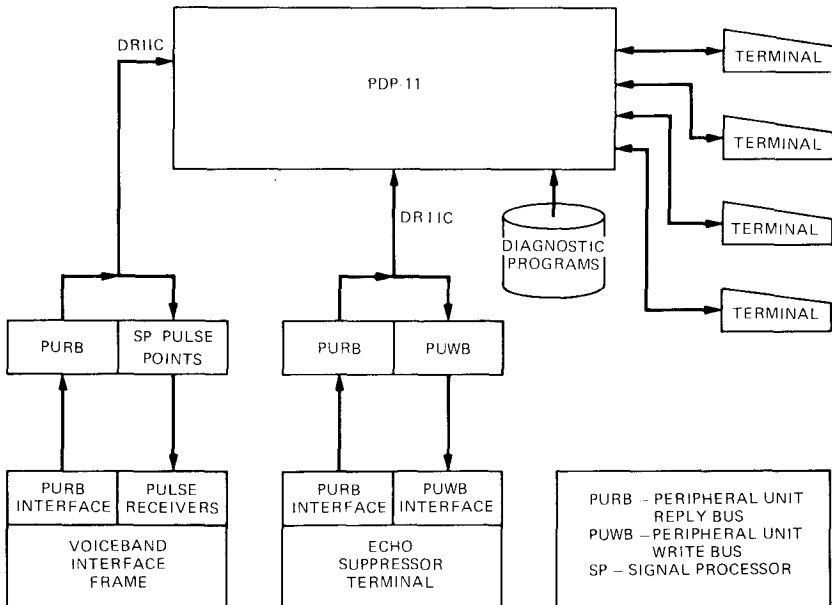 DR11C
PDP-11
TERMINAL
TERMINAL
TERMINAL
TERMINAL
DR11C
DIAGNOSTIC
PROGRAMS
PURB
SP PULSE
POINTS
PURB
PUWB
PURB
INTERFACE
PULSE
RECEIVERS
VOICEBAND
INTERFACE
FRAME
PURB
INTERFACE
PUWB
INTERFACE
ECHO
SUPPRESSOR
TERMINAL
PURB – PERIPHERAL UNIT
REPLY BUS
PUWB – PERIPHERAL UNIT
WRITE BUS
SP – SIGNAL PROCESSOR